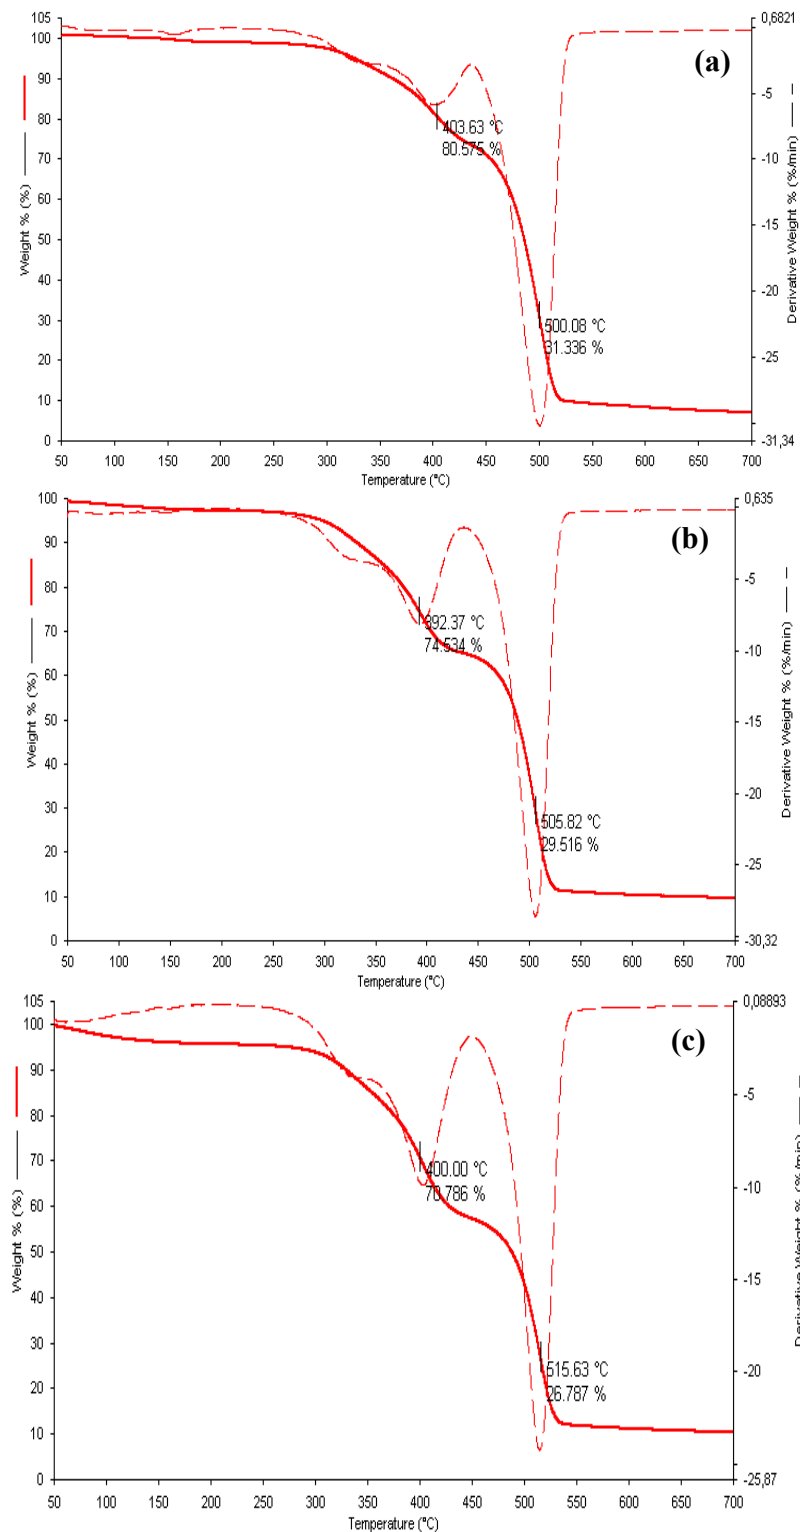 105
100
90
80
70
60
50
40
30
20
10
0
Weight % (%)
(a)
403.63 °C
80.575 %
500.08 °C
31.336 %
0,6821
-5
-10
-15
-20
-25
-31,34
Derivative Weight % (%/min)
50 100 150 200 250 300 350 400 450 500 550 600 650 700
Temperature (°C)
100
90
80
70
60
50
40
30
20
10
0
Weight % (%)
(b)
392.37 °C
74.534 %
505.82 °C
29.516 %
0,635
-5
-10
-15
-20
-25
-30,32
Derivative Weight % (%/min)
50 100 150 200 250 300 350 400 450 500 550 600 650 700
Temperature (°C)
105
100
90
80
70
60
50
40
30
20
10
0
Weight % (%)
(c)
400.00 °C
70.786 %
515.63 °C
26.787 %
0,08893
-5
-10
-15
-20
-25,87
Derivative Weight % (%/min)
50 100 150 200 250 300 350 400 450 500 550 600 650 700
Temperature (°C)